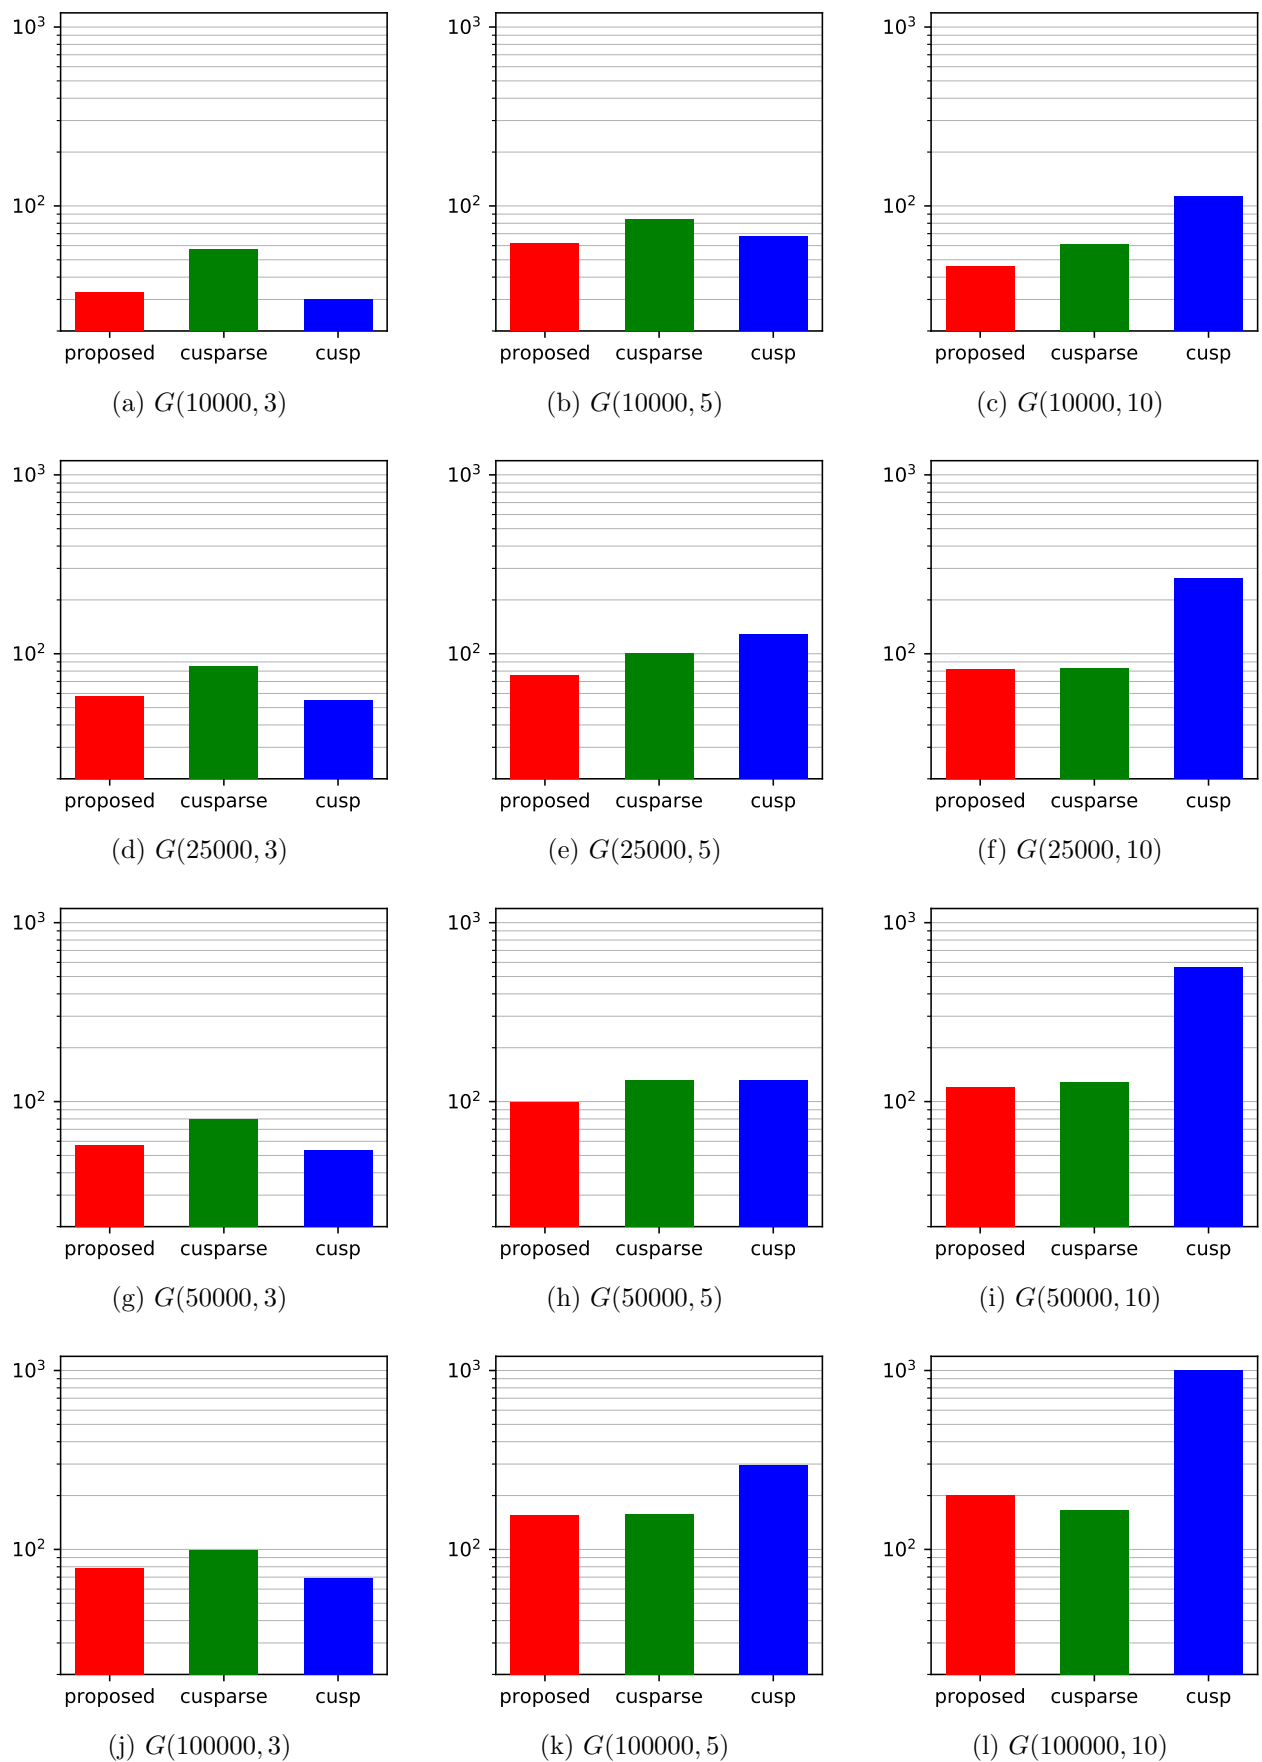 10³ 10³ 10³
10² 10² 10²
proposed cusparse cusp proposed cusparse cusp proposed cusparse cusp
(a) G(10000, 3) (b) G(10000, 5) (c) G(10000, 10)
10³ 10³ 10³
10² 10² 10²
proposed cusparse cusp proposed cusparse cusp proposed cusparse cusp
(d) G(25000, 3) (e) G(25000, 5) (f) G(25000, 10)
10³ 10³ 10³
10² 10² 10²
proposed cusparse cusp proposed cusparse cusp proposed cusparse cusp
(g) G(50000, 3) (h) G(50000, 5) (i) G(50000, 10)
10³ 10³ 10³
10² 10² 10²
proposed cusparse cusp proposed cusparse cusp proposed cusparse cusp
(j) G(100000, 3) (k) G(100000, 5) (l) G(100000, 10)